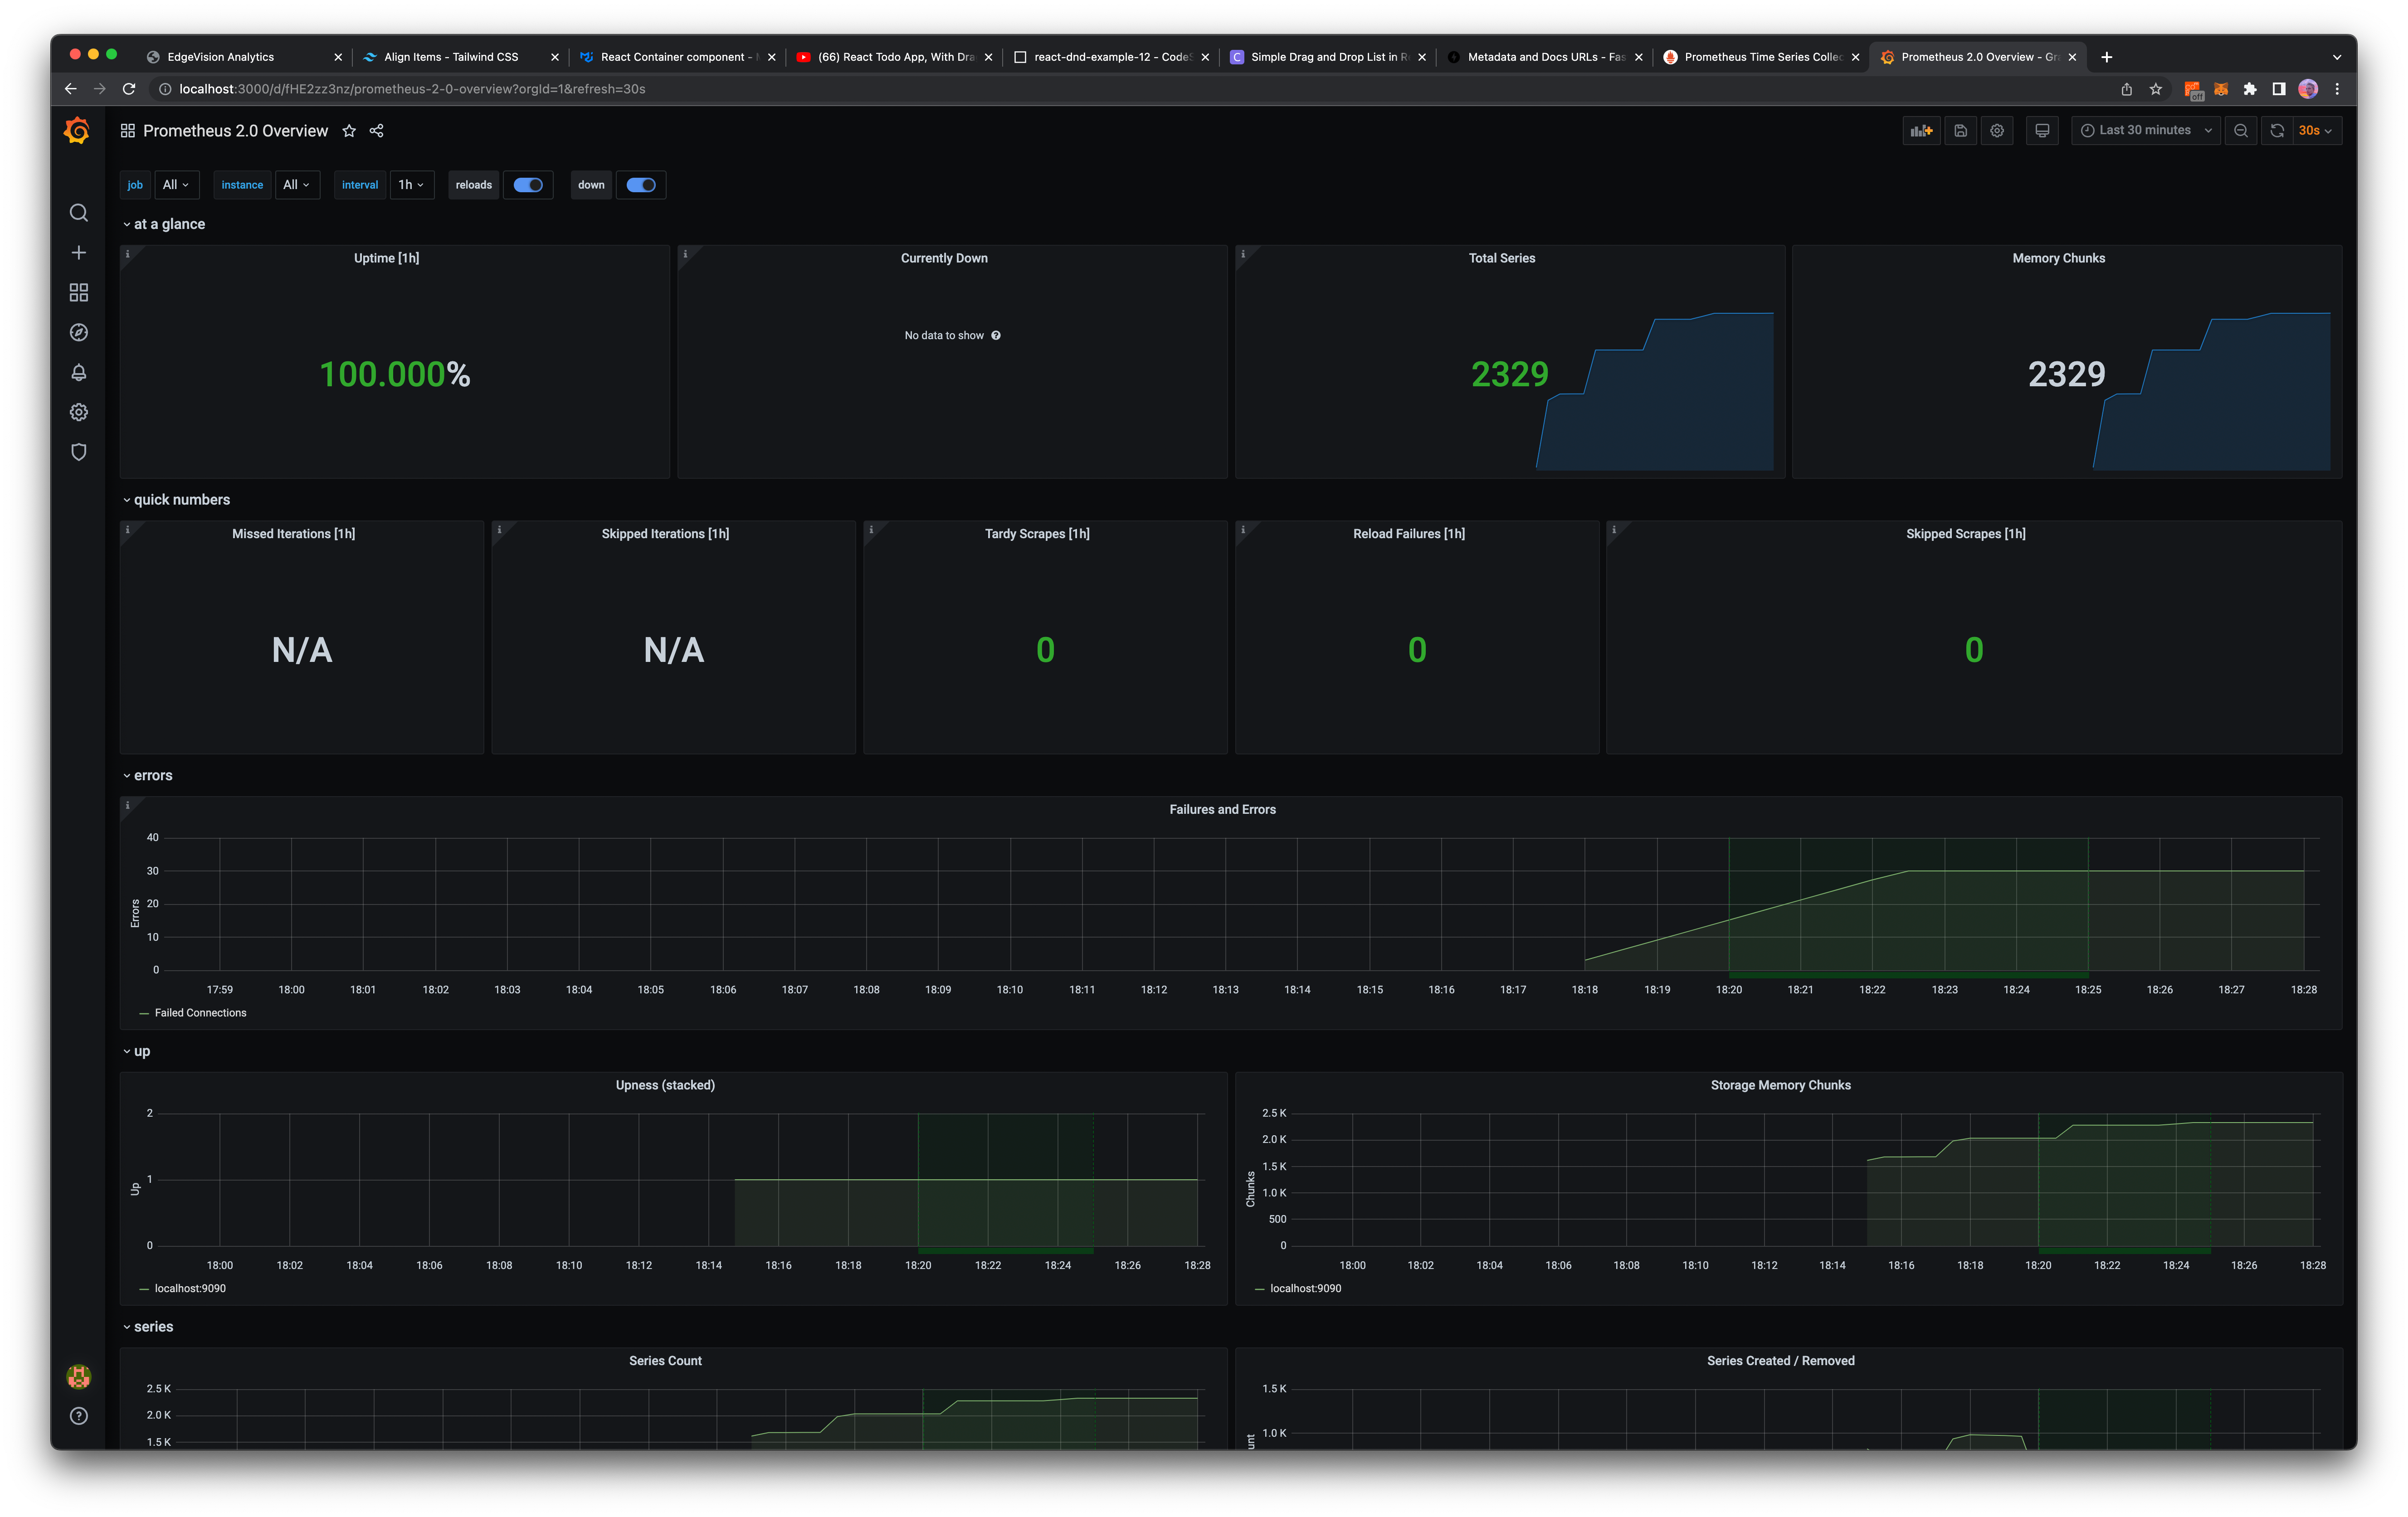 EdgeVision Analytics
Align Items - Tailwind CSS
React Container component -
(66) React Todo App, With Dra
react-dnd-example-12 - CodeS
Simple Drag and Drop List in Re
Metadata and Docs URLs - Fas
Prometheus Time Series Collec
Prometheus 2.0 Overview - Gra
localhost:3000/d/fHE2zz3nz/prometheus-2-0-overview?orgId=1&refresh=30s
off
Prometheus 2.0 Overview
Last 30 minutes
30s
job All instance All interval 1h reloads down
at a glance
Uptime [1h]
Currently Down
Total Series
Memory Chunks
No data to show
100.000%
2329
2329
quick numbers
Missed Iterations [1h]
Skipped Iterations [1h]
Tardy Scrapes [1h]
Reload Failures [1h]
Skipped Scrapes [1h]
N/A
N/A
0
0
0
errors
Failures and Errors
40
30
20
10
0
Errors
17:59 18:00 18:01 18:02 18:03 18:04 18:05 18:06 18:07 18:08 18:09 18:10 18:11 18:12 18:13 18:14 18:15 18:16 18:17 18:18 18:19 18:20 18:21 18:22 18:23 18:24 18:25 18:26 18:27 18:28
Failed Connections
up
Upness (stacked)
2
1
0
Up
18:00 18:02 18:04 18:06 18:08 18:10 18:12 18:14 18:16 18:18 18:20 18:22 18:24 18:26 18:28
localhost:9090
Storage Memory Chunks
2.5 K
2.0 K
1.5 K
1.0 K
500
0
Chunks
18:00 18:02 18:04 18:06 18:08 18:10 18:12 18:14 18:16 18:18 18:20 18:22 18:24 18:26 18:28
localhost:9090
series
Series Count
2.5 K
2.0 K
1.5 K
Series Created / Removed
1.5 K
1.0 K